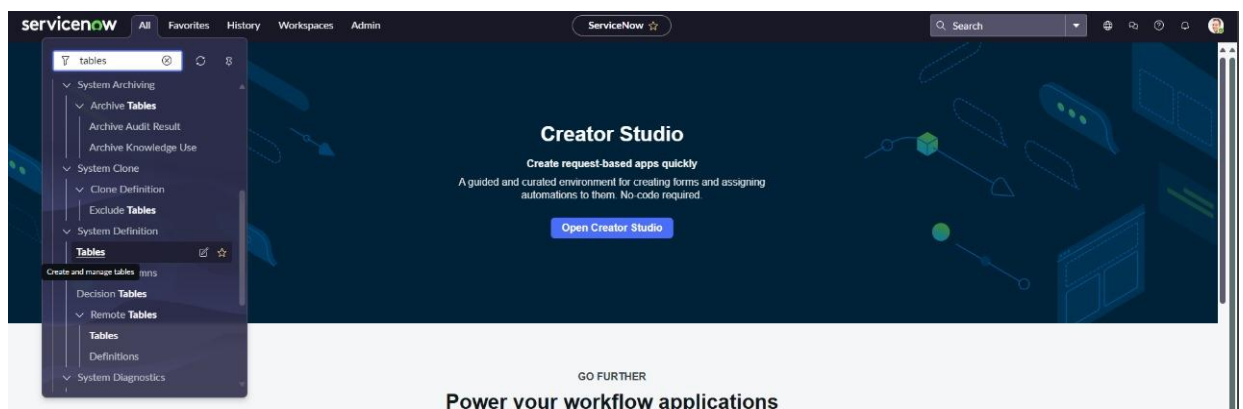 servicenow All Favorites History Workspaces Admin ServiceNow Search
tables
System Archiving
Archive Tables
Archive Audit Result
Archive Knowledge Use
System Clone
Clone Definition
Exclude Tables
System Definition
Tables
Create and manage tables mns
Decision Tables
Remote Tables
Tables
Definitions
System Diagnostics
Creator Studio
Create request-based apps quickly
A guided and curated environment for creating forms and assigning
automations to them. No-code required.
Open Creator Studio
GO FURTHER
Power your workflow applications